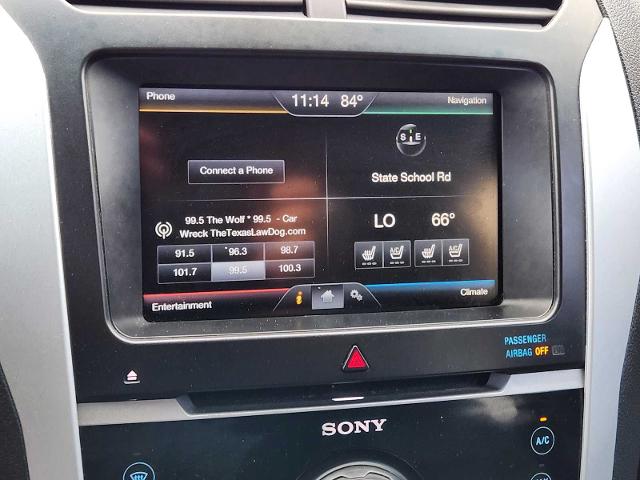 Phone
11:14 84°
Navigation
S E
Connect a Phone
State School Rd
99.5 The Wolf * 99.5 - Car
Wreck TheTexasLawDog.com
LO 66°
91.5 *96.3 98.7
A/C A/C
101.7 99.5 100.3
Entertainment
i
Climate
PASSENGER
AIRBAG OFF
SONY
A/C